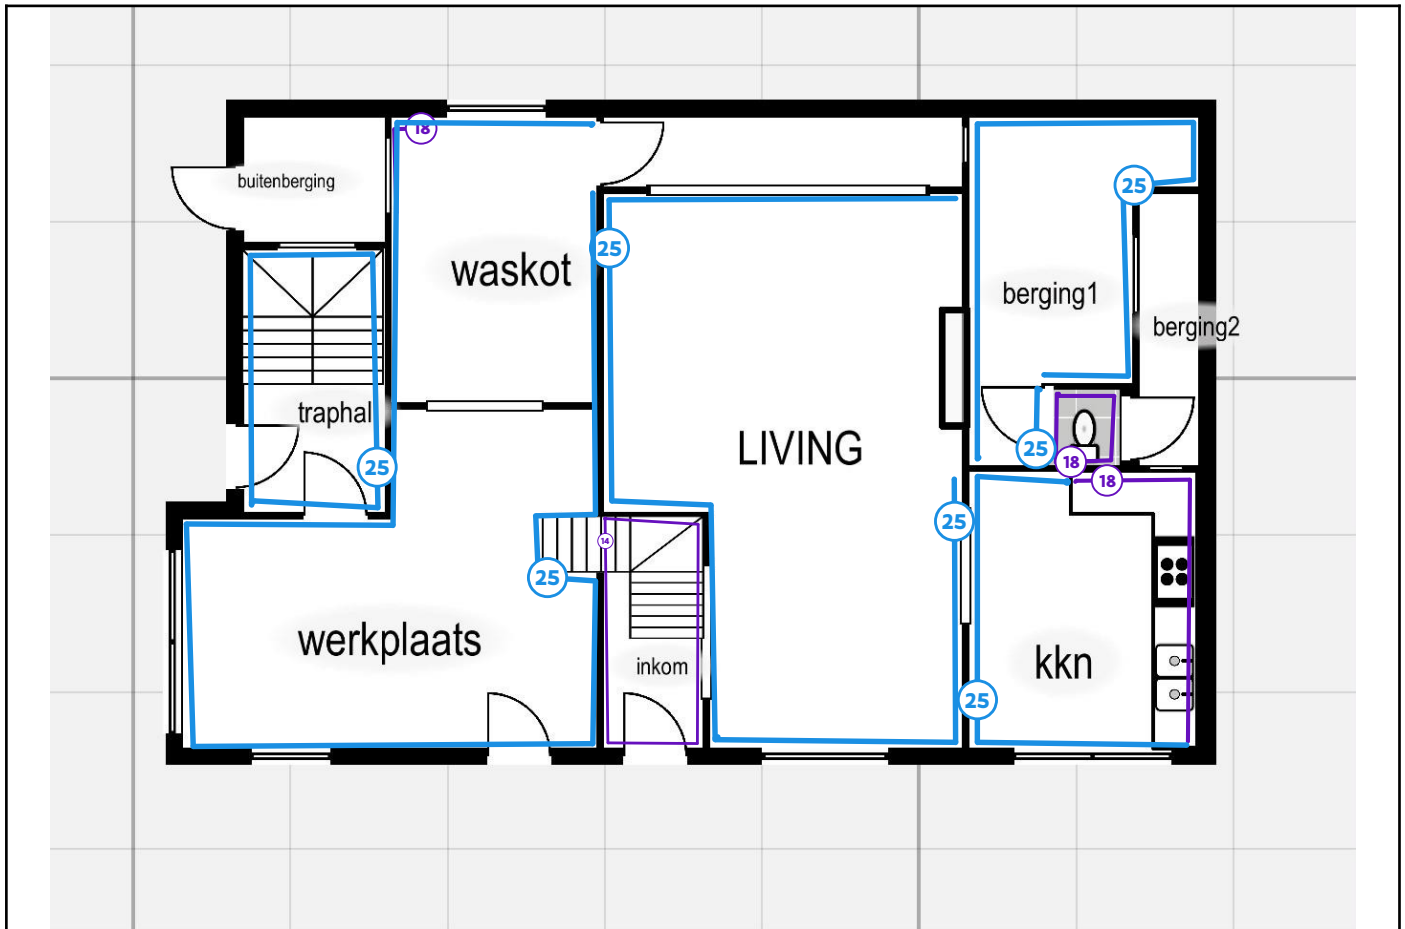 18
buitenberging
25
25
waskot
berging1
berging2
traphal
LIVING
25
25
18
18
25
14
25
werkplaats
inkom
kkn
25